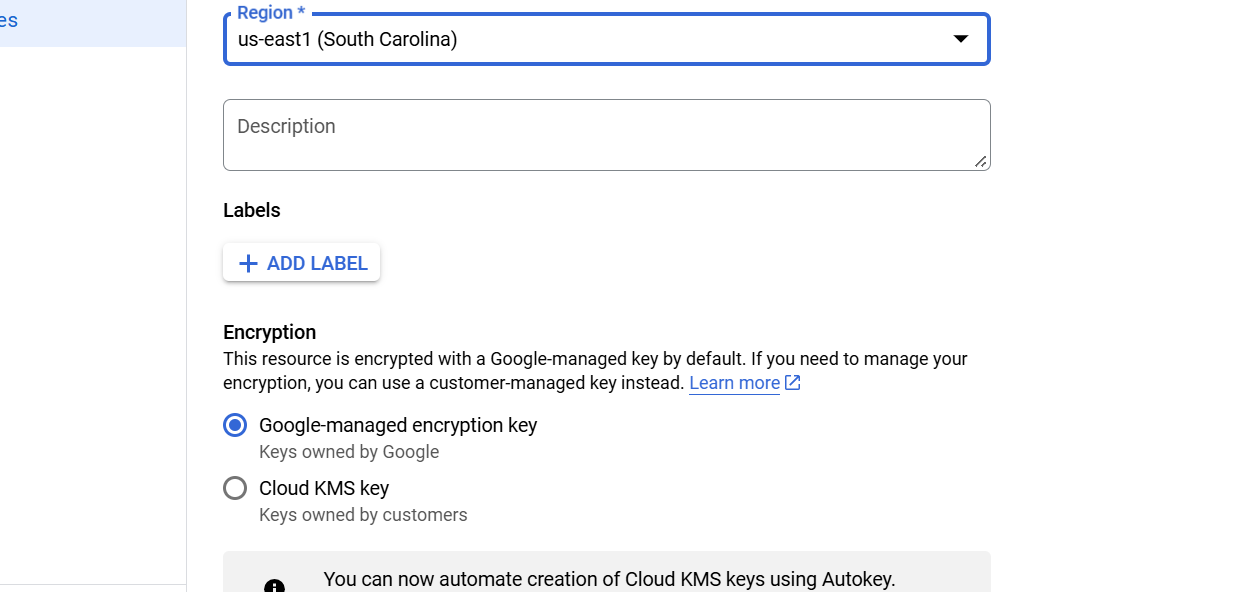 es
Region *
us-east1 (South Carolina)
Description
Labels
ADD LABEL
Encryption
This resource is encrypted with a Google-managed key by default. If you need to manage your
encryption, you can use a customer-managed key instead. Learn more
Google-managed encryption key
Keys owned by Google
Cloud KMS key
Keys owned by customers
You can now automate creation of Cloud KMS keys using Autokey.